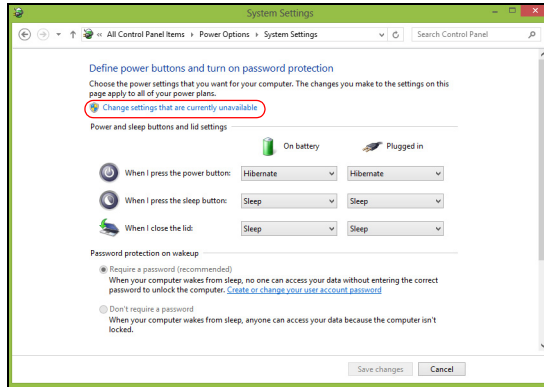 System Settings
« All Control Panel Items › Power Options › System Settings
Search Control Panel
Define power buttons and turn on password protection
Choose the power settings that you want for your computer. The changes you make to the settings on this
page apply to all of your power plans.
Change settings that are currently unavailable
Power and sleep buttons and lid settings
On battery Plugged in
When I press the power button: Hibernate Hibernate
When I press the sleep button: Sleep Sleep
When I close the lid: Sleep Sleep
Password protection on wakeup
Require a password (recommended)
When your computer wakes from sleep, no one can access your data without entering the correct
password to unlock the computer. Create or change your user account password
Don't require a password
When your computer wakes from sleep, anyone can access your data because the computer isn't
locked.
Save changes Cancel